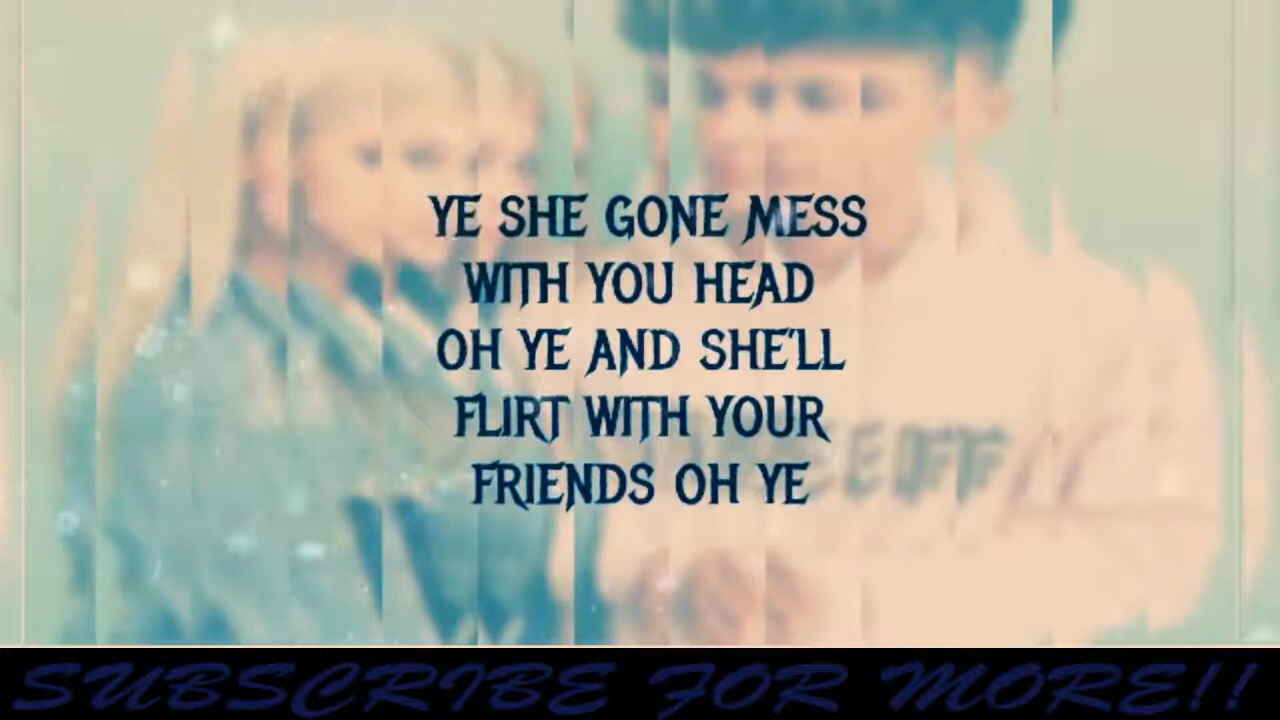 YE SHE GONE MESS
WITH YOU HEAD
OH YE AND SHE'LL
FLIRT WITH YOUR
FRIENDS OH YE
SUBSCRIBE FOR MORE!!